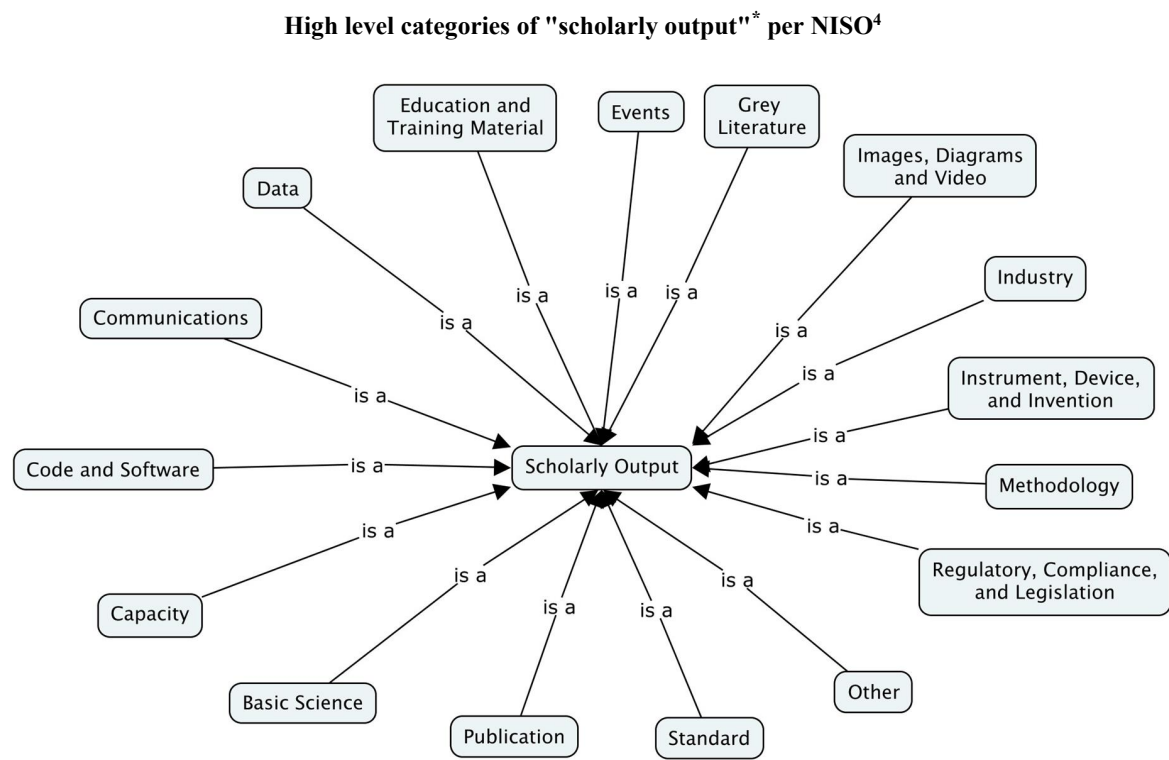 High level categories of "scholarly output"* per NISO4
Education and
Training Material
Events
Grey
Literature
Images, Diagrams
and Video
Data
Industry
is a
is a
is a
Communications
is a
is a
Instrument, Device,
and Invention
is a
is a
is a
Code and Software
is a
Scholarly Output
is a
Methodology
is a
is a
Regulatory, Compliance,
and Legislation
Capacity
is a
is a
is a
is a
Basic Science
Other
Publication
Standard